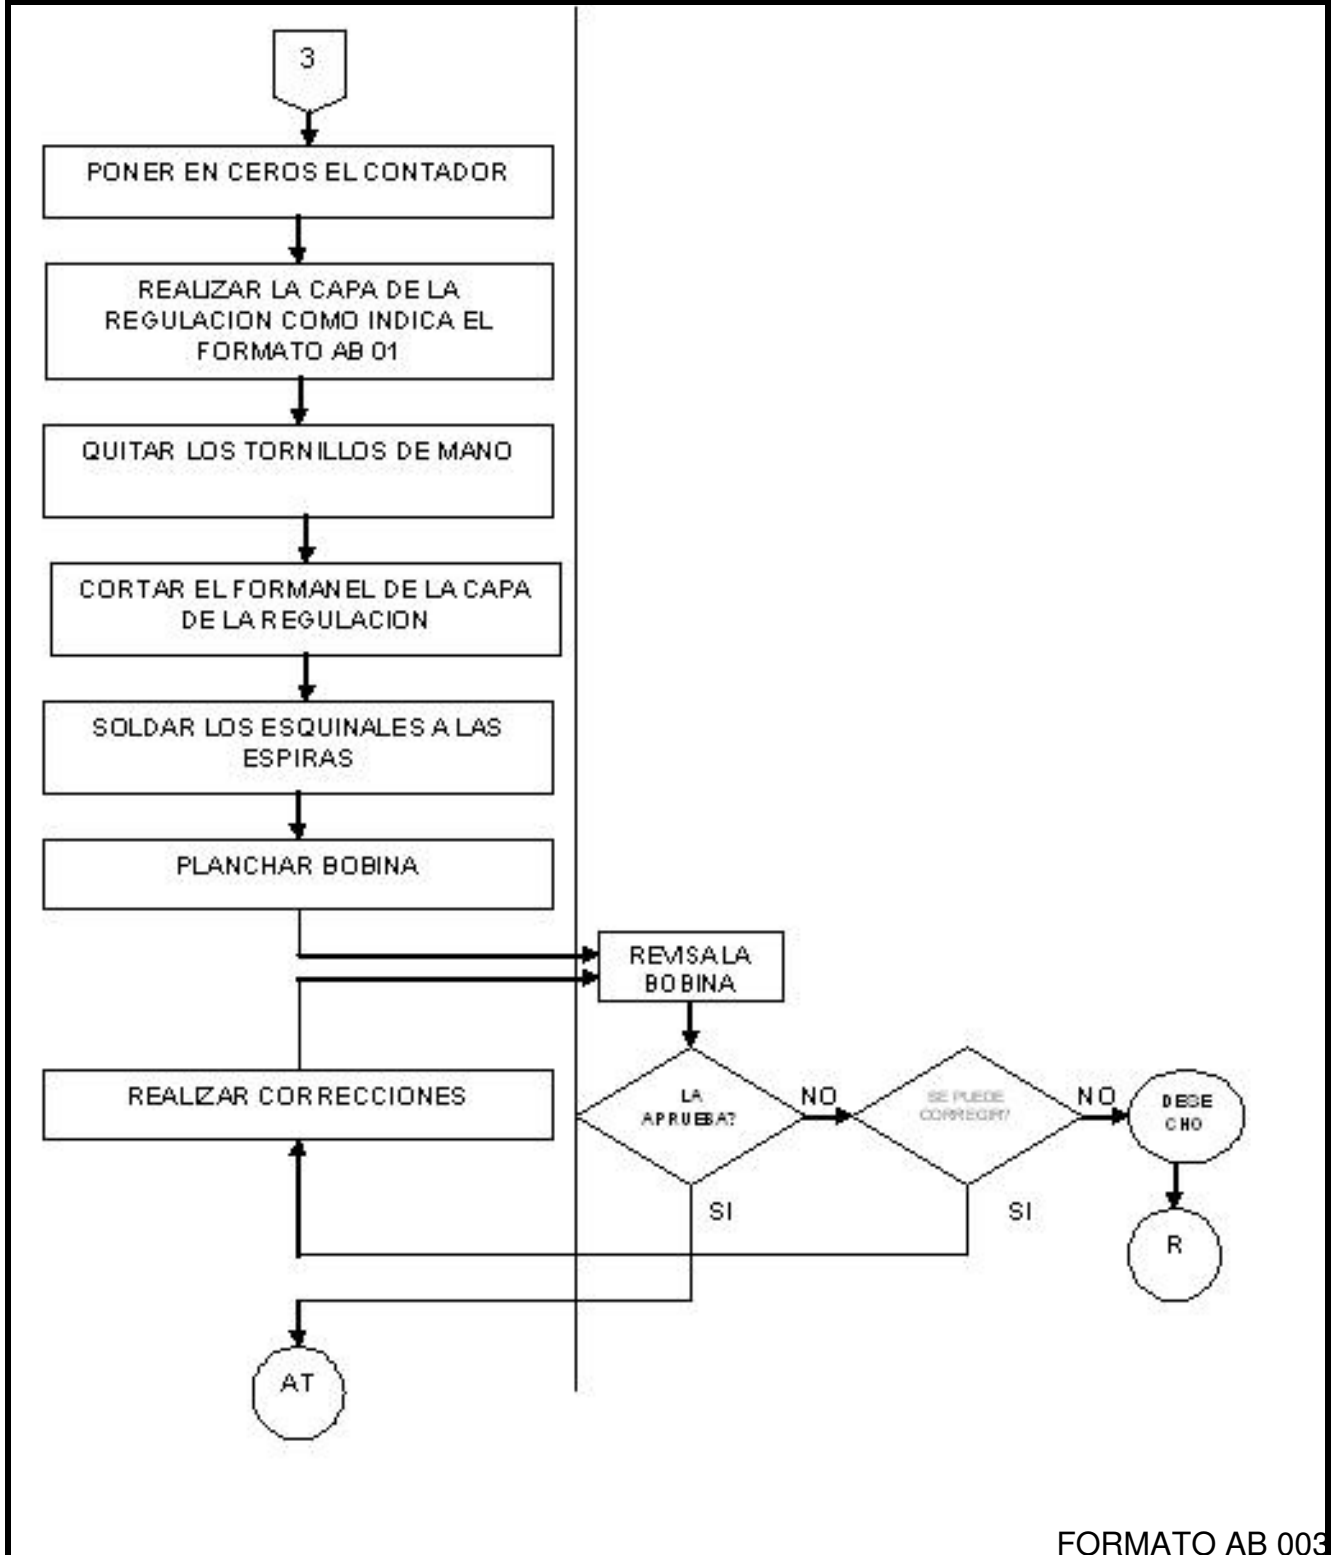 3
PONER EN CEROS EL CONTADOR
REALIZAR LA CAPA DE LA
REGULACION COMO INDICA EL
FORMATO AB 01
QUITAR LOS TORNILLOS DE MANO
CORTAR EL FORMANEL DE LA CAPA
DE LA REGULACION
SOLDAR LOS ESQUINALES A LAS
ESPIRAS
PLANCHAR BOBINA
REVISA LA
BOBINA
REALIZAR CORRECCIONES
LA
APRUEBA?
NO
SE PUEDE
CORREGIR?
NO
DESE
CHO
SI
SI
R
AT
FORMATO AB 003